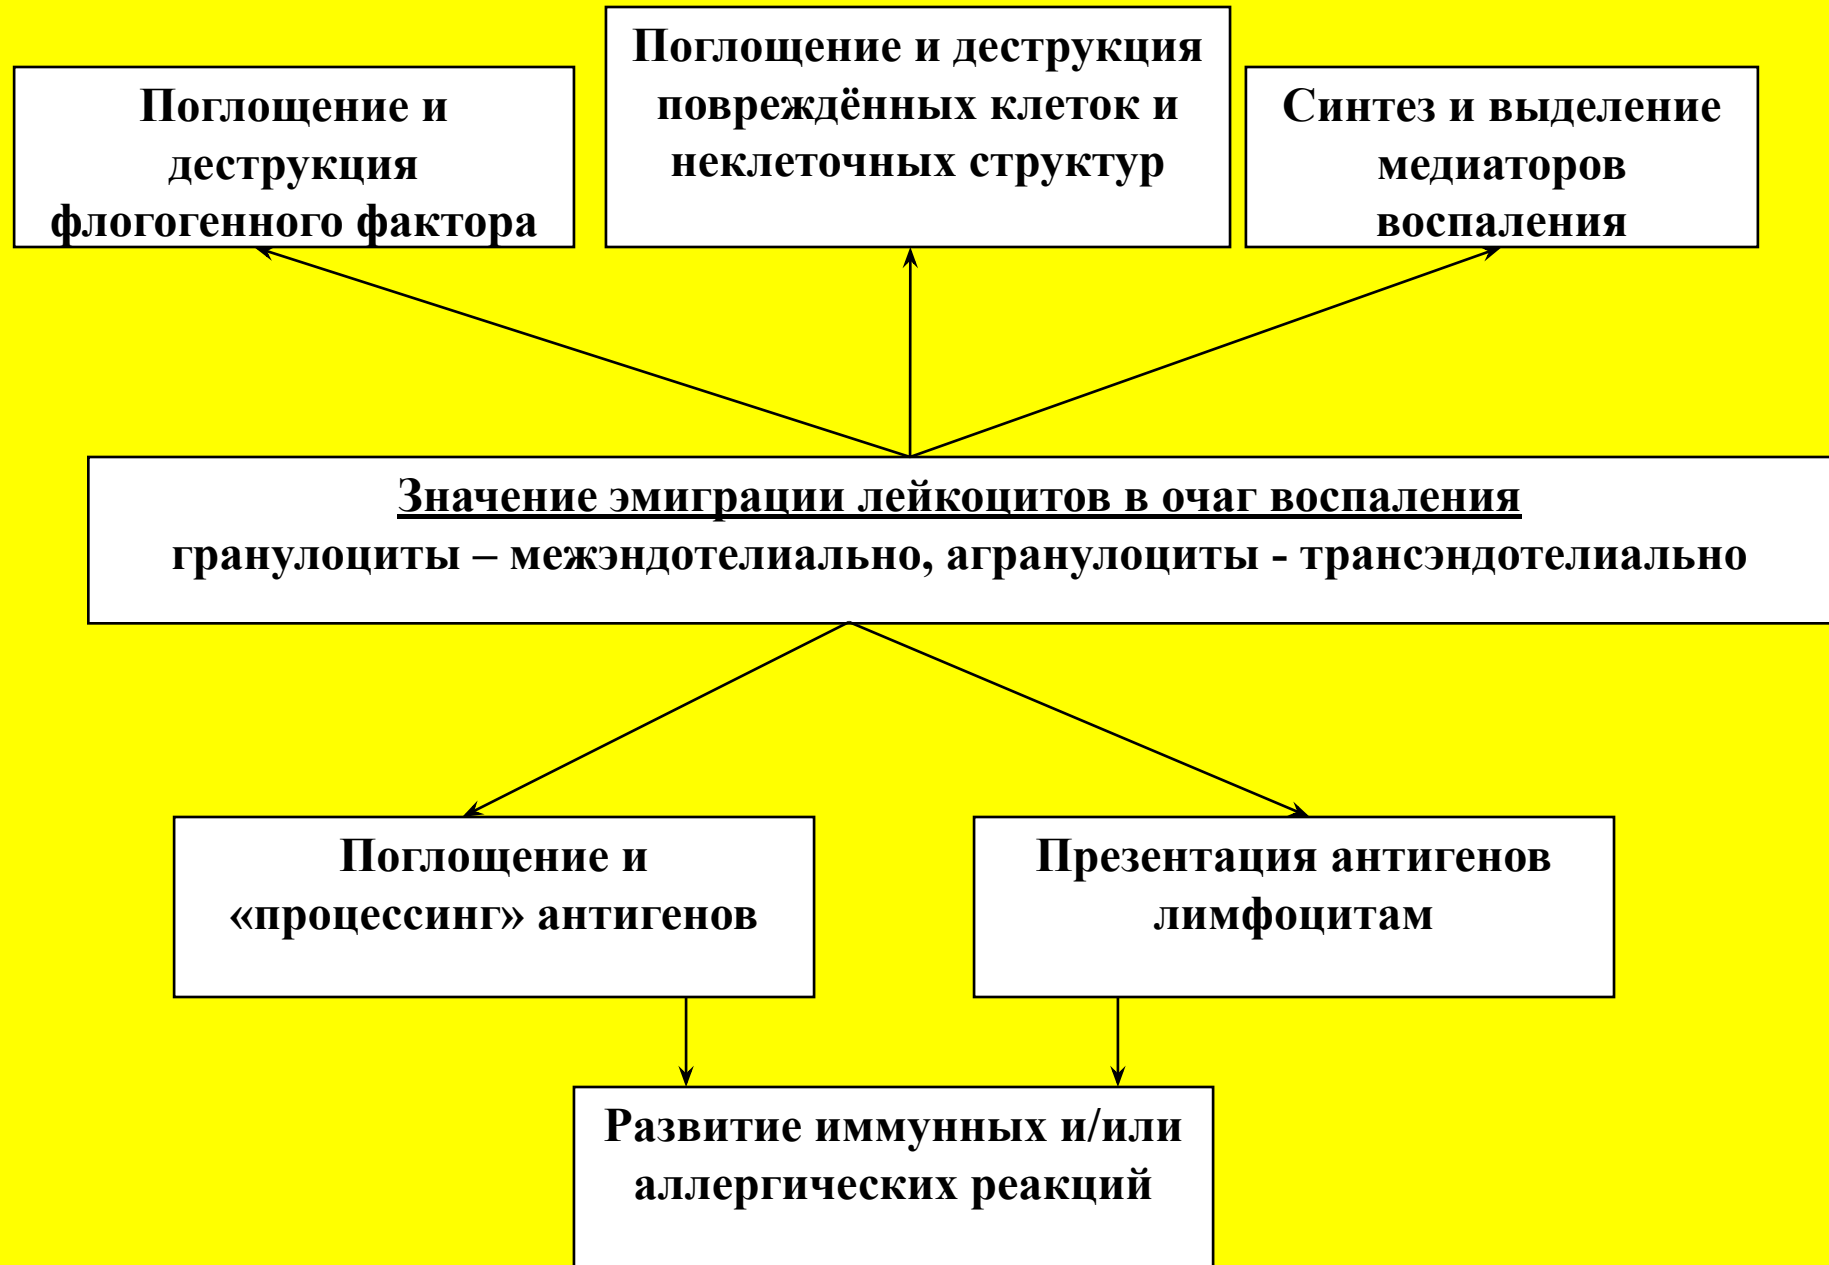 Поглощение и
деструкция
флогогенного фактора
Поглощение и деструкция
повреждённых клеток и
неклеточных структур
Синтез и выделение
медиаторов
воспаления
Значение эмиграции лейкоцитов в очаг воспаления
гранулоциты – межэндотелиально, агранулоциты - трансэндотелиально
Поглощение и
«процессинг» антигенов
Презентация антигенов
лимфоцитам
Развитие иммунных и/или
аллергических реакций